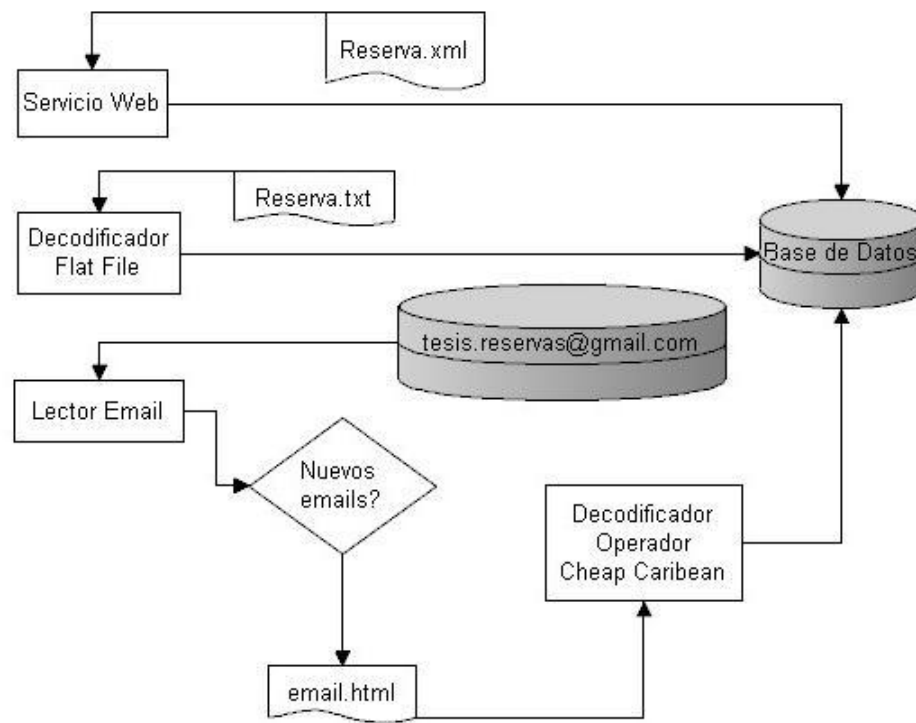 Reserva.xml
Servicio Web
Reserva.txt
Decodificador
Flat File
Base de Datos
tesis.reservas@gmail.com
Lector Email
Nuevos
emails?
Decodificador
Operador
Cheap Caribean
email.html